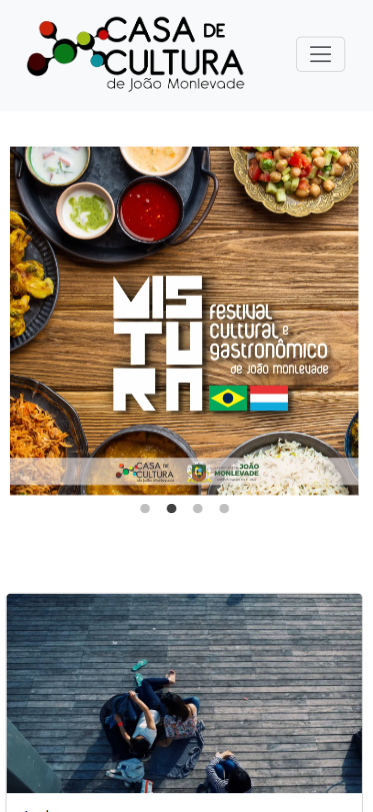 CASA DE
CULTURA
de João Monlevade
MISTURA
festival
cultural e
gastronômico
de João Monlevade
CASA DE
CULTURA
de João Monlevade
JOÃO
MONLEVADE